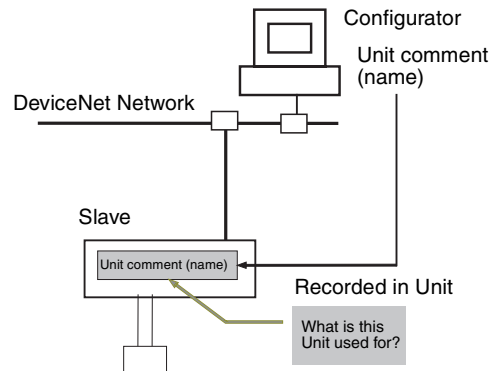 Configurator
Unit comment
(name)
DeviceNet Network
Slave
Unit comment (name)
Recorded in Unit
What is this
Unit used for?